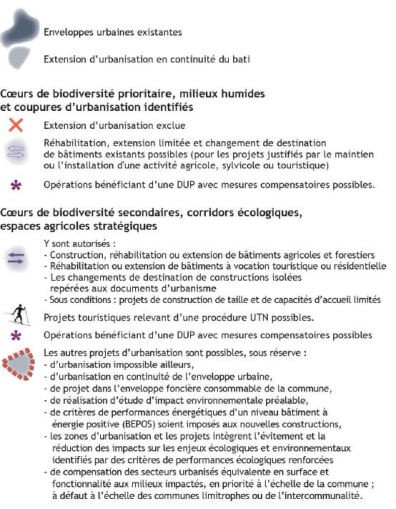 Enveloppes urbaines existantes
Extension d'urbanisation en continuité du bati
Cœurs de biodiversité prioritaire, milieux humides
et coupures d'urbanisation identifiés
Extension d'urbanisation exclue
Réhabilitation, extension limitée et changement de destination
de bâtiments existants possibles (pour les projets justifiés par le maintien
ou l'installation d'une activité agricole, sylvicole ou touristique)
Opérations bénéficiant d'une DUP avec mesures compensatoires possibles.
Cœurs de biodiversité secondaires, corridors écologiques,
espaces agricoles stratégiques
Y sont autorisés :
- Construction, réhabilitation ou extension de bâtiments agricoles et forestiers
- Réhabilitation ou extension de bâtiments à vocation touristique ou résidentielle
- Les changements de destination de constructions isolées
repérées aux documents d'urbanisme
- Sous conditions : projets de construction de taille et de capacités d'accueil limités
Projets touristiques relevant d'une procédure UTN possibles.
Opérations bénéficiant d'une DUP avec mesures compensatoires possibles
Les autres projets d'urbanisation sont possibles, sous réserve :
- d'urbanisation impossible ailleurs,
- d'urbanisation en continuité de l'enveloppe urbaine,
- de projet dans l'enveloppe foncière consommable de la commune,
- de réalisation d'étude d'impact environnementale préalable,
- de critères de performances énergétiques d'un niveau bâtiment à
énergie positive (BEPOS) soient imposés aux nouvelles constructions,
- les zones d'urbanisation et les projets intègrent l'évitement et la
réduction des impacts sur les enjeux écologiques et environnementaux
identifiés par des critères de performances écologiques renforcées
- de compensation des secteurs urbanisés équivalente en surface et
fonctionnalité aux milieux impactés, en priorité à l'échelle de la commune ;
à défaut à l'échelle des communes limitrophes ou de l'intercommunalité.